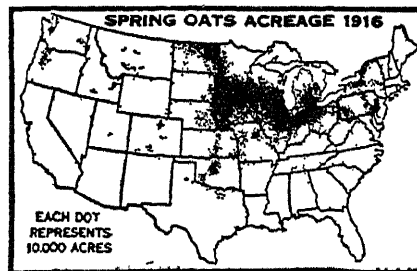 SPRING OATS ACREAGE 1916
EACH DOT
REPRESENTS
10.000 ACRES